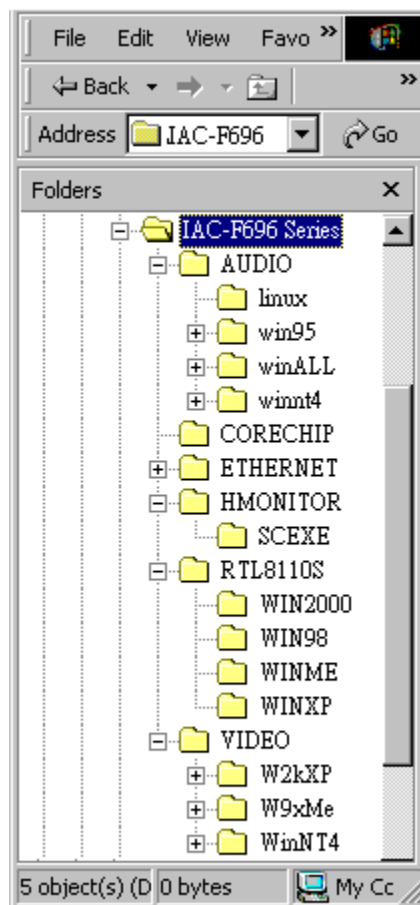 File Edit View Favo »
Back »
Address IAC-F696 Go
Folders x
IAC-F696 Series
AUDIO
linux
win95
winALL
winnt4
CORECHIP
ETHERNET
HMONITOR
SCEXE
RTL8110S
WIN2000
WIN98
WINME
WINXP
VIDEO
W2kXP
W9xMe
WinNT4
5 object(s) (D 0 bytes My Cc